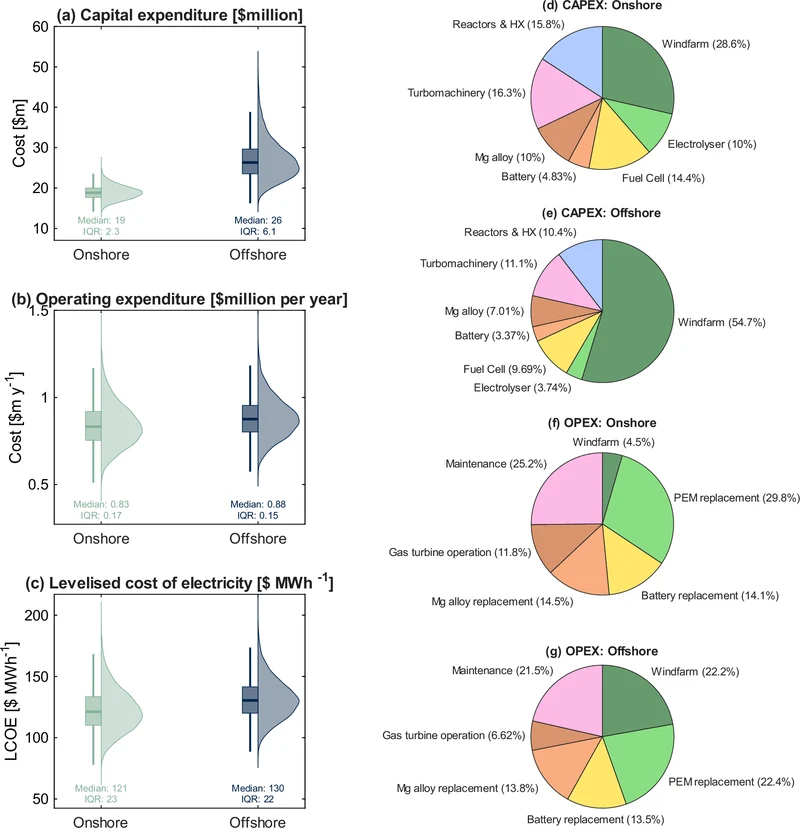 (a) Capital expenditure [$million]
60
50
40
30
20
10
Cost [$m]
Median: 19
IQR: 2.3
Median: 26
IQR: 6.1
Onshore
Offshore
(b) Operating expenditure [$million per year]
1.5
1
0.5
Cost [$m y⁻¹]
Median: 0.83
IQR: 0.17
Median: 0.88
IQR: 0.15
Onshore
Offshore
(c) Levelised cost of electricity [$ MWh ⁻¹]
200
150
100
50
LCOE [$ MWh⁻¹]
Median: 121
IQR: 23
Median: 130
IQR: 22
Onshore
Offshore
(d) CAPEX: Onshore
Reactors & HX (15.8%)
Windfarm (28.6%)
Turbomachinery (16.3%)
Electrolyser (10%)
Mg alloy (10%)
Battery (4.83%)
Fuel Cell (14.4%)
(e) CAPEX: Offshore
Reactors & HX (10.4%)
Turbomachinery (11.1%)
Mg alloy (7.01%)
Windfarm (54.7%)
Battery (3.37%)
Fuel Cell (9.69%)
Electrolyser (3.74%)
(f) OPEX: Onshore
Windfarm (4.5%)
Maintenance (25.2%)
PEM replacement (29.8%)
Gas turbine operation (11.8%)
Mg alloy replacement (14.5%)
Battery replacement (14.1%)
(g) OPEX: Offshore
Maintenance (21.5%)
Windfarm (22.2%)
Gas turbine operation (6.62%)
PEM replacement (22.4%)
Mg alloy replacement (13.8%)
Battery replacement (13.5%)